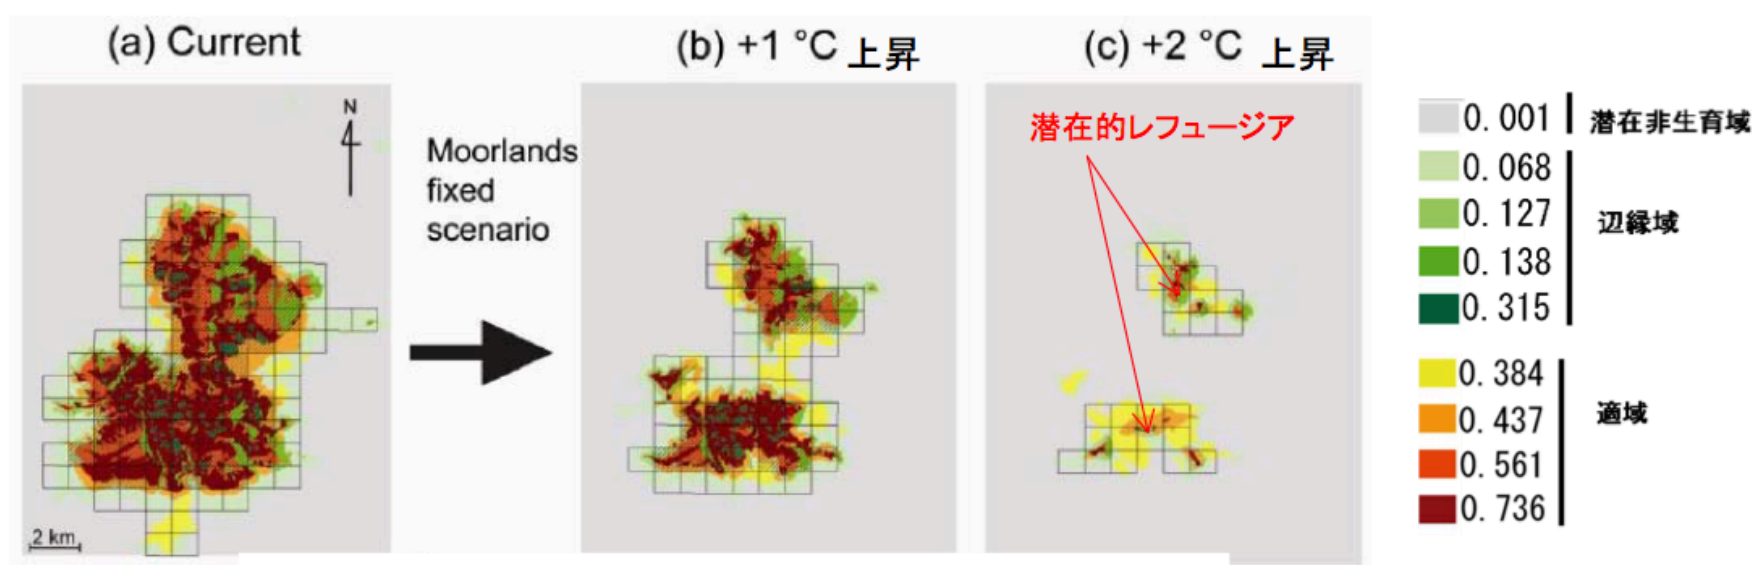 (a) Current
(b) +1 °C 上昇
(c) +2 °C 上昇
N
Moorlands
fixed
scenario
潜在的レフュージア
2 km
0.001 潜在非生育域
0.068
0.127 辺縁域
0.138
0.315
0.384
0.437 適域
0.561
0.736